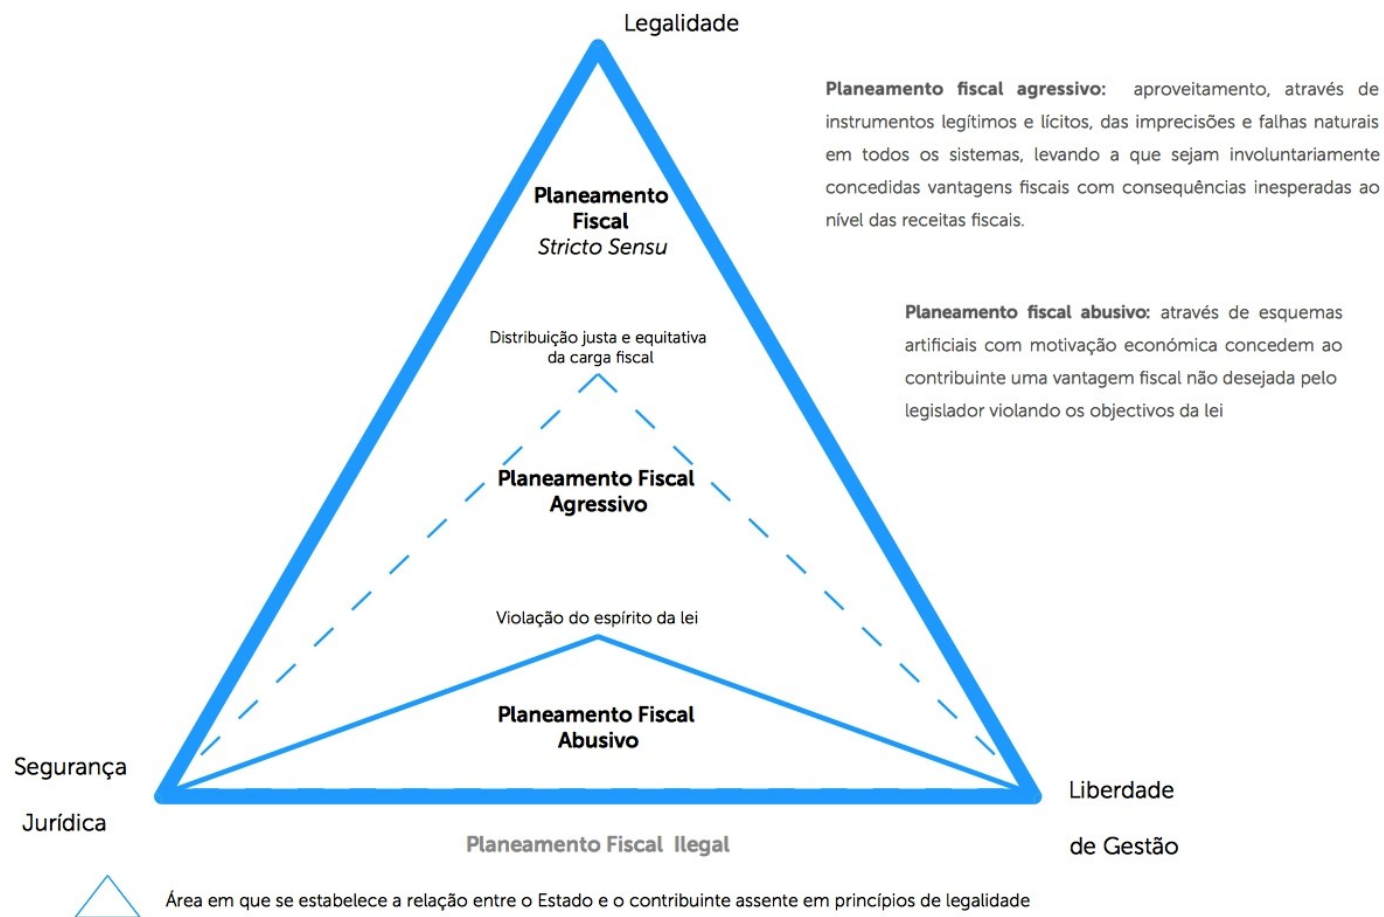 Legalidade
Planeamento fiscal agressivo: aproveitamento, através de
instrumentos legítimos e lícitos, das imprecisões e falhas naturais
em todos os sistemas, levando a que sejam involuntariamente
concedidas vantagens fiscais com consequências inesperadas ao
nível das receitas fiscais.
Planeamento
Fiscal
Stricto Sensu
Planeamento fiscal abusivo: através de esquemas
artificiais com motivação económica concedem ao
contribuinte uma vantagem fiscal não desejada pelo
legislador violando os objectivos da lei
Distribuição justa e equitativa
da carga fiscal
Planeamento Fiscal
Agressivo
Violação do espírito da lei
Planeamento Fiscal
Abusivo
Segurança
Jurídica
Liberdade
de Gestão
Planeamento Fiscal Ilegal
Área em que se estabelece a relação entre o Estado e o contribuinte assente em princípios de legalidade